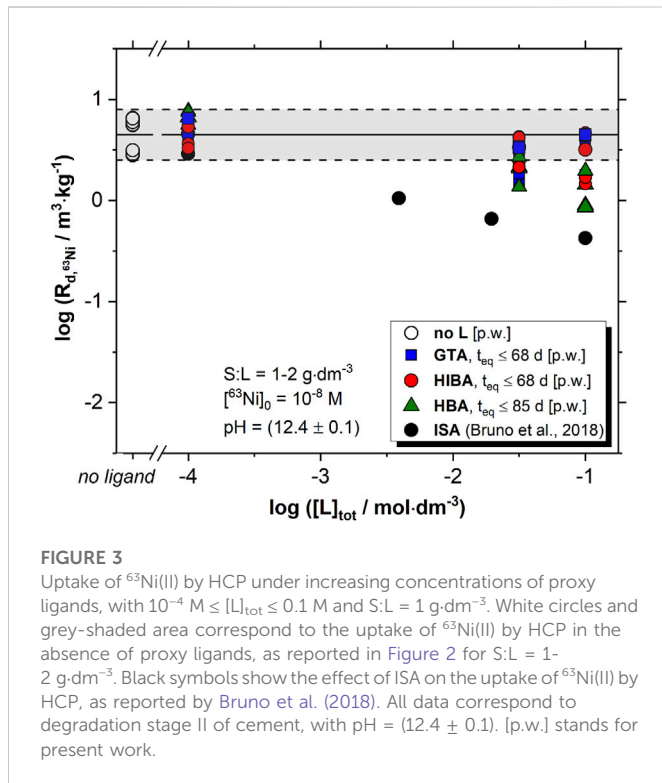 log (R_d,⁶³Ni / m³·kg⁻¹)
1
0
-1
-2
no ligand
-4
-3
-2
-1
log ([L]tot / mol·dm⁻³)
S:L = 1-2 g·dm⁻³
[⁶³Ni]₀ = 10⁻⁸ M
pH = (12.4 ± 0.1)
no L [p.w.]
GTA, t_eq ≤ 68 d [p.w.]
HIBA, t_eq ≤ 68 d [p.w.]
HBA, t_eq ≤ 85 d [p.w.]
ISA (Bruno et al., 2018)
FIGURE 3
Uptake of ⁶³Ni(II) by HCP under increasing concentrations of proxy
ligands, with 10⁻⁴ M ≤ [L]tot ≤ 0.1 M and S:L = 1 g·dm⁻³. White circles and
grey-shaded area correspond to the uptake of ⁶³Ni(II) by HCP in the
absence of proxy ligands, as reported in Figure 2 for S:L = 1-
2 g·dm⁻³. Black symbols show the effect of ISA on the uptake of ⁶³Ni(II) by
HCP, as reported by Bruno et al. (2018). All data correspond to
degradation stage II of cement, with pH = (12.4 ± 0.1). [p.w.] stands for
present work.